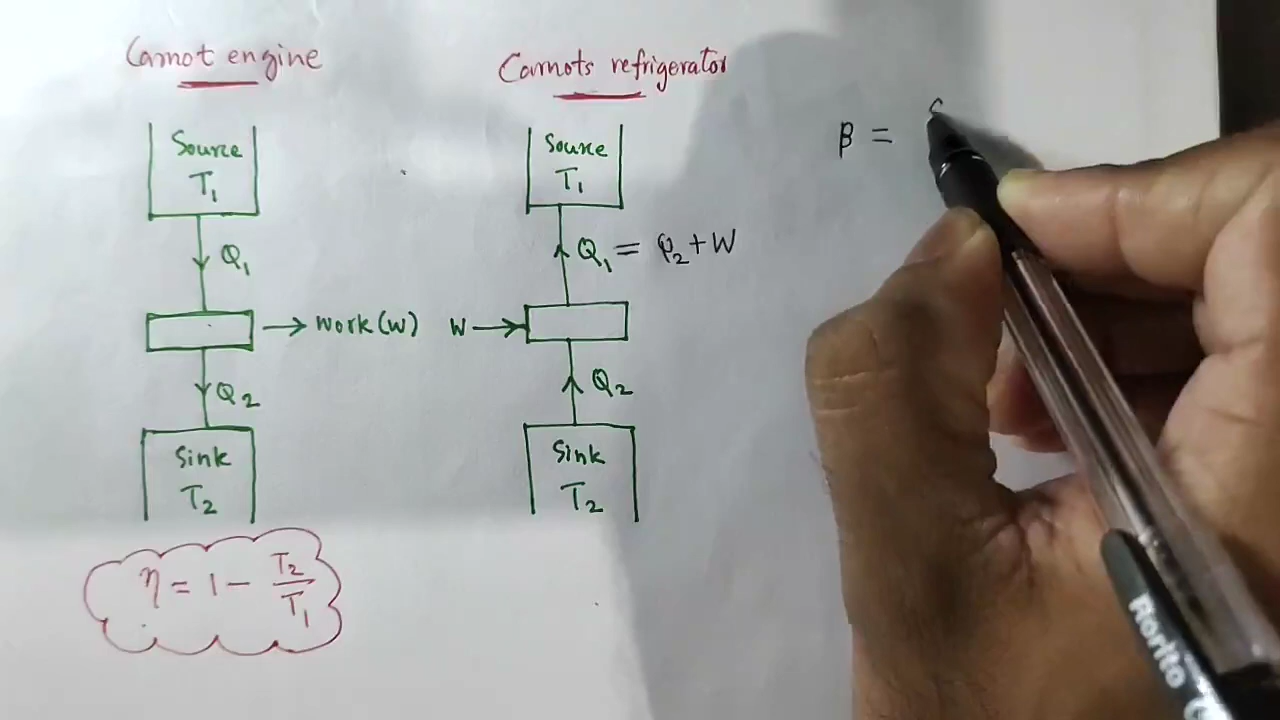 Carnot engine
Source
T₁
Q₁
Work(W)
Q₂
Sink
T₂
η = 1 - T₂/T₁
Carnots refrigerator
Source
T₁
Q₁ = Q₂ + W
W
Q₂
Sink
T₂
β =
Rorito